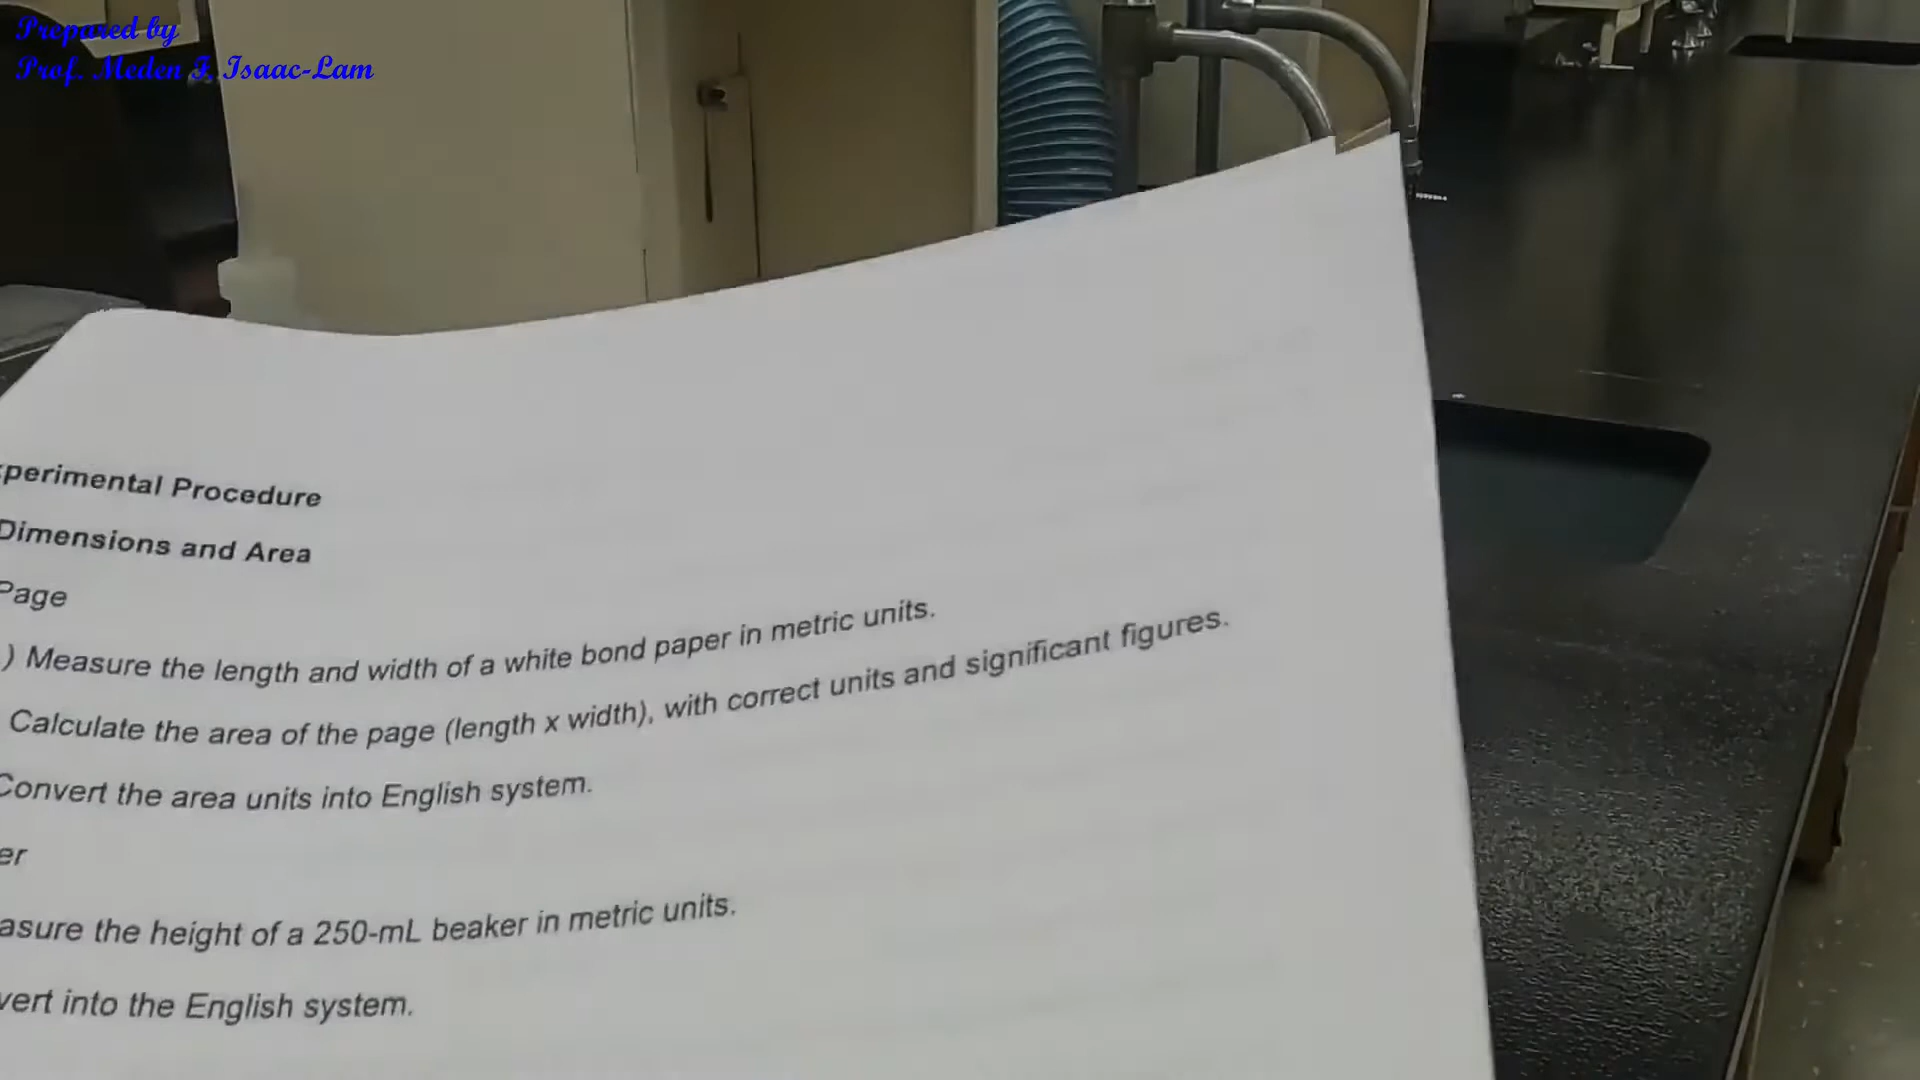 Prepared by
Prof. Meden F. Isaac-Lam
xperimental Procedure
Dimensions and Area
Page
) Measure the length and width of a white bond paper in metric units.
Calculate the area of the page (length x width), with correct units and significant figures.
Convert the area units into English system.
er
asure the height of a 250-mL beaker in metric units.
vert into the English system.